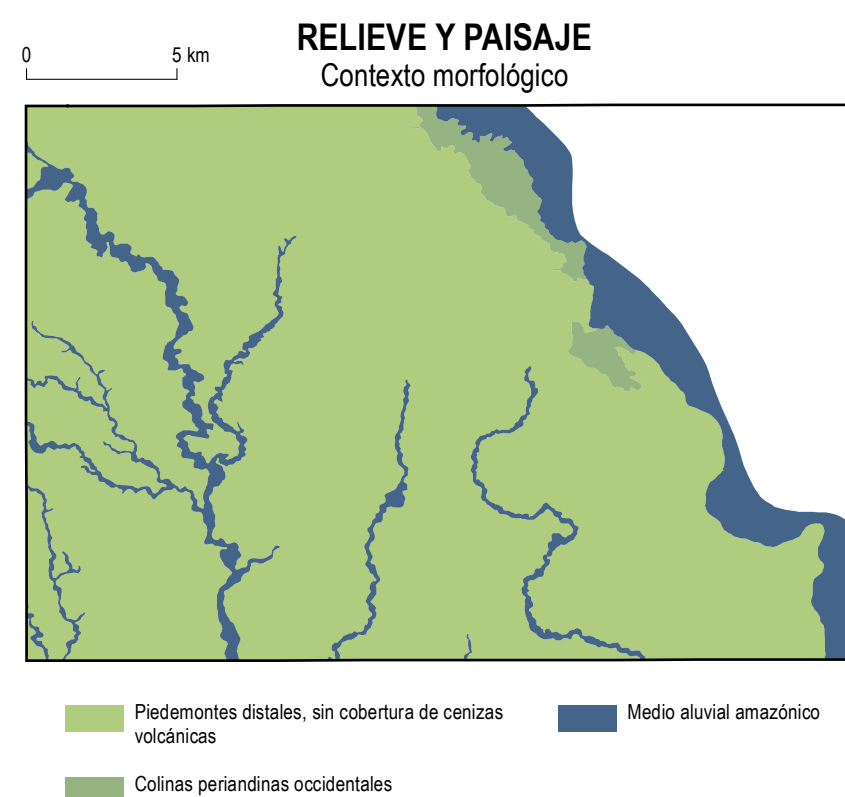 RELIEVE Y PAISAJE
Contexto morfológico
0 5 km
Piedemontes distales, sin cobertura de cenizas
volcánicas
Medio aluvial amazónico
Colinas periandinas occidentales